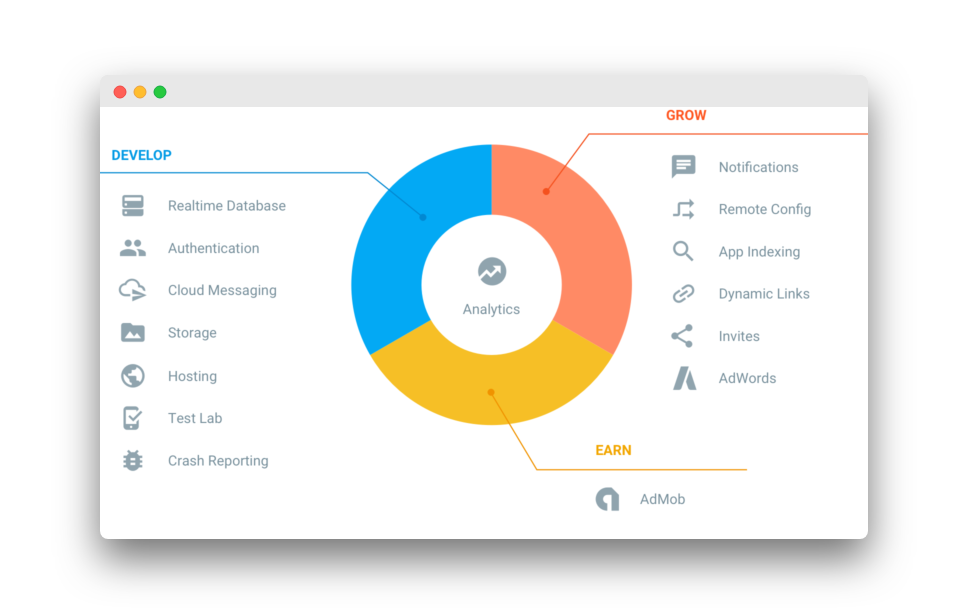 DEVELOP
Realtime Database
Authentication
Cloud Messaging
Storage
Hosting
Test Lab
Crash Reporting
Analytics
GROW
Notifications
Remote Config
App Indexing
Dynamic Links
Invites
AdWords
EARN
AdMob